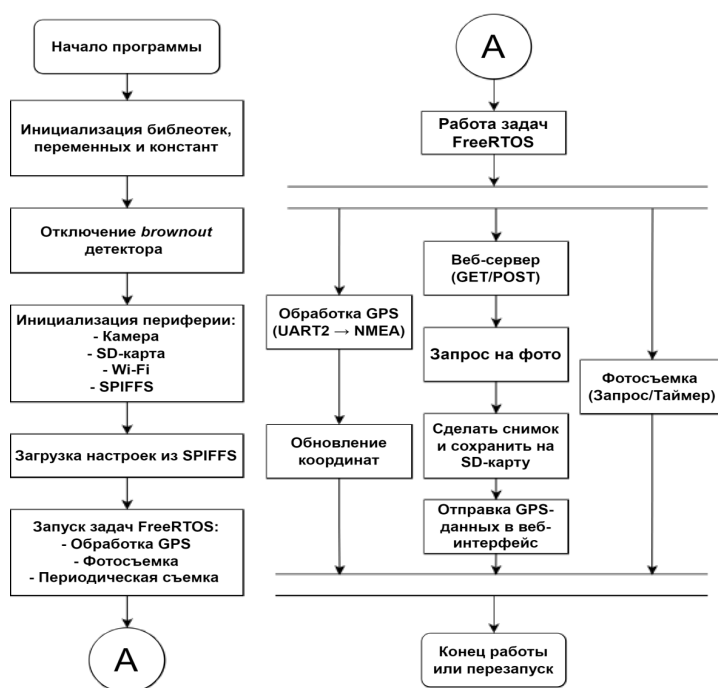 Начало программы
Инициализация библеотек,
переменных и констант
Отключение brownout
детектора
Инициализация периферии:
- Камера
- SD-карта
- Wi-Fi
- SPIFFS
Загрузка настроек из SPIFFS
Запуск задач FreeRTOS:
- Обработка GPS
- Фотосъемка
- Периодическая съемка
А
А
Работа задач
FreeRTOS
Обработка GPS
(UART2 → NMEA)
Обновление
координат
Веб-сервер
(GET/POST)
Запрос на фото
Сделать снимок
и сохранить на
SD-карту
Отправка GPS-
данных в веб-
интерфейс
Фотосъемка
(Запрос/Таймер)
Конец работы
или перезапуск